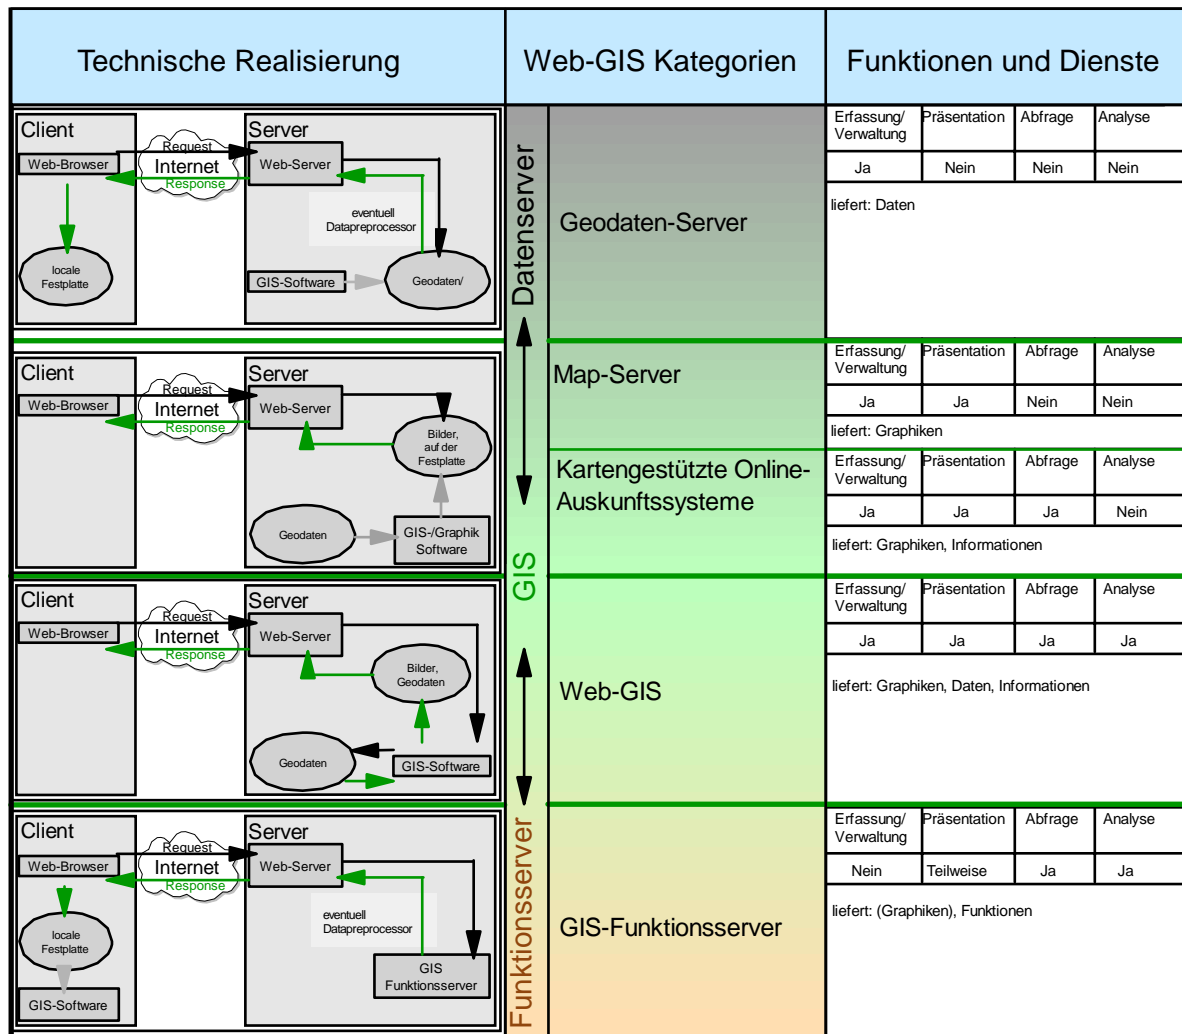 Technische Realisierung
Web-GIS Kategorien
Funktionen und Dienste
Client
Web-Browser
locale
Festplatte
Request
Internet
Response
Server
Web-Server
eventuell
Datapreprocessor
GIS-Software
Geodaten/
Datenserver
Geodaten-Server
Erfassung/ Präsentation Abfrage Analyse
Verwaltung
Ja Nein Nein Nein
liefert: Daten
Client
Web-Browser
Request
Internet
Response
Server
Web-Server
Bilder,
auf der
Festplatte
Geodaten
GIS-/Graphik
Software
Map-Server
Erfassung/ Präsentation Abfrage Analyse
Verwaltung
Ja Ja Nein Nein
liefert: Graphiken
Kartengestützte Online-
Auskunftssysteme
Erfassung/ Präsentation Abfrage Analyse
Verwaltung
Ja Ja Ja Nein
liefert: Graphiken, Informationen
GIS
Client
Web-Browser
Request
Internet
Response
Server
Web-Server
Bilder,
Geodaten
Geodaten
GIS-Software
Web-GIS
Erfassung/ Präsentation Abfrage Analyse
Verwaltung
Ja Ja Ja Ja
liefert: Graphiken, Daten, Informationen
Client
Web-Browser
locale
Festplatte
GIS-Software
Request
Internet
Response
Server
Web-Server
eventuell
Datapreprocessor
GIS
Funktionsserver
Funktionsserver
GIS-Funktionsserver
Erfassung/ Präsentation Abfrage Analyse
Verwaltung
Nein Teilweise Ja Ja
liefert: (Graphiken), Funktionen